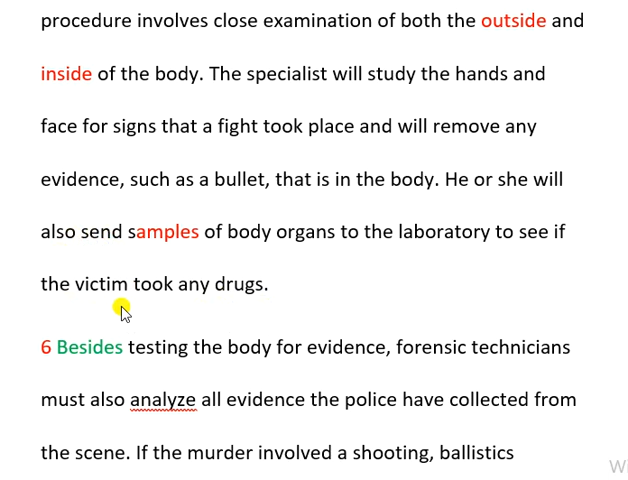 procedure involves close examination of both the outside and
inside of the body. The specialist will study the hands and
face for signs that a fight took place and will remove any
evidence, such as a bullet, that is in the body. He or she will
also send samples of body organs to the laboratory to see if
the victim took any drugs.
6 Besides testing the body for evidence, forensic technicians
must also analyze all evidence the police have collected from
the scene. If the murder involved a shooting, ballistics